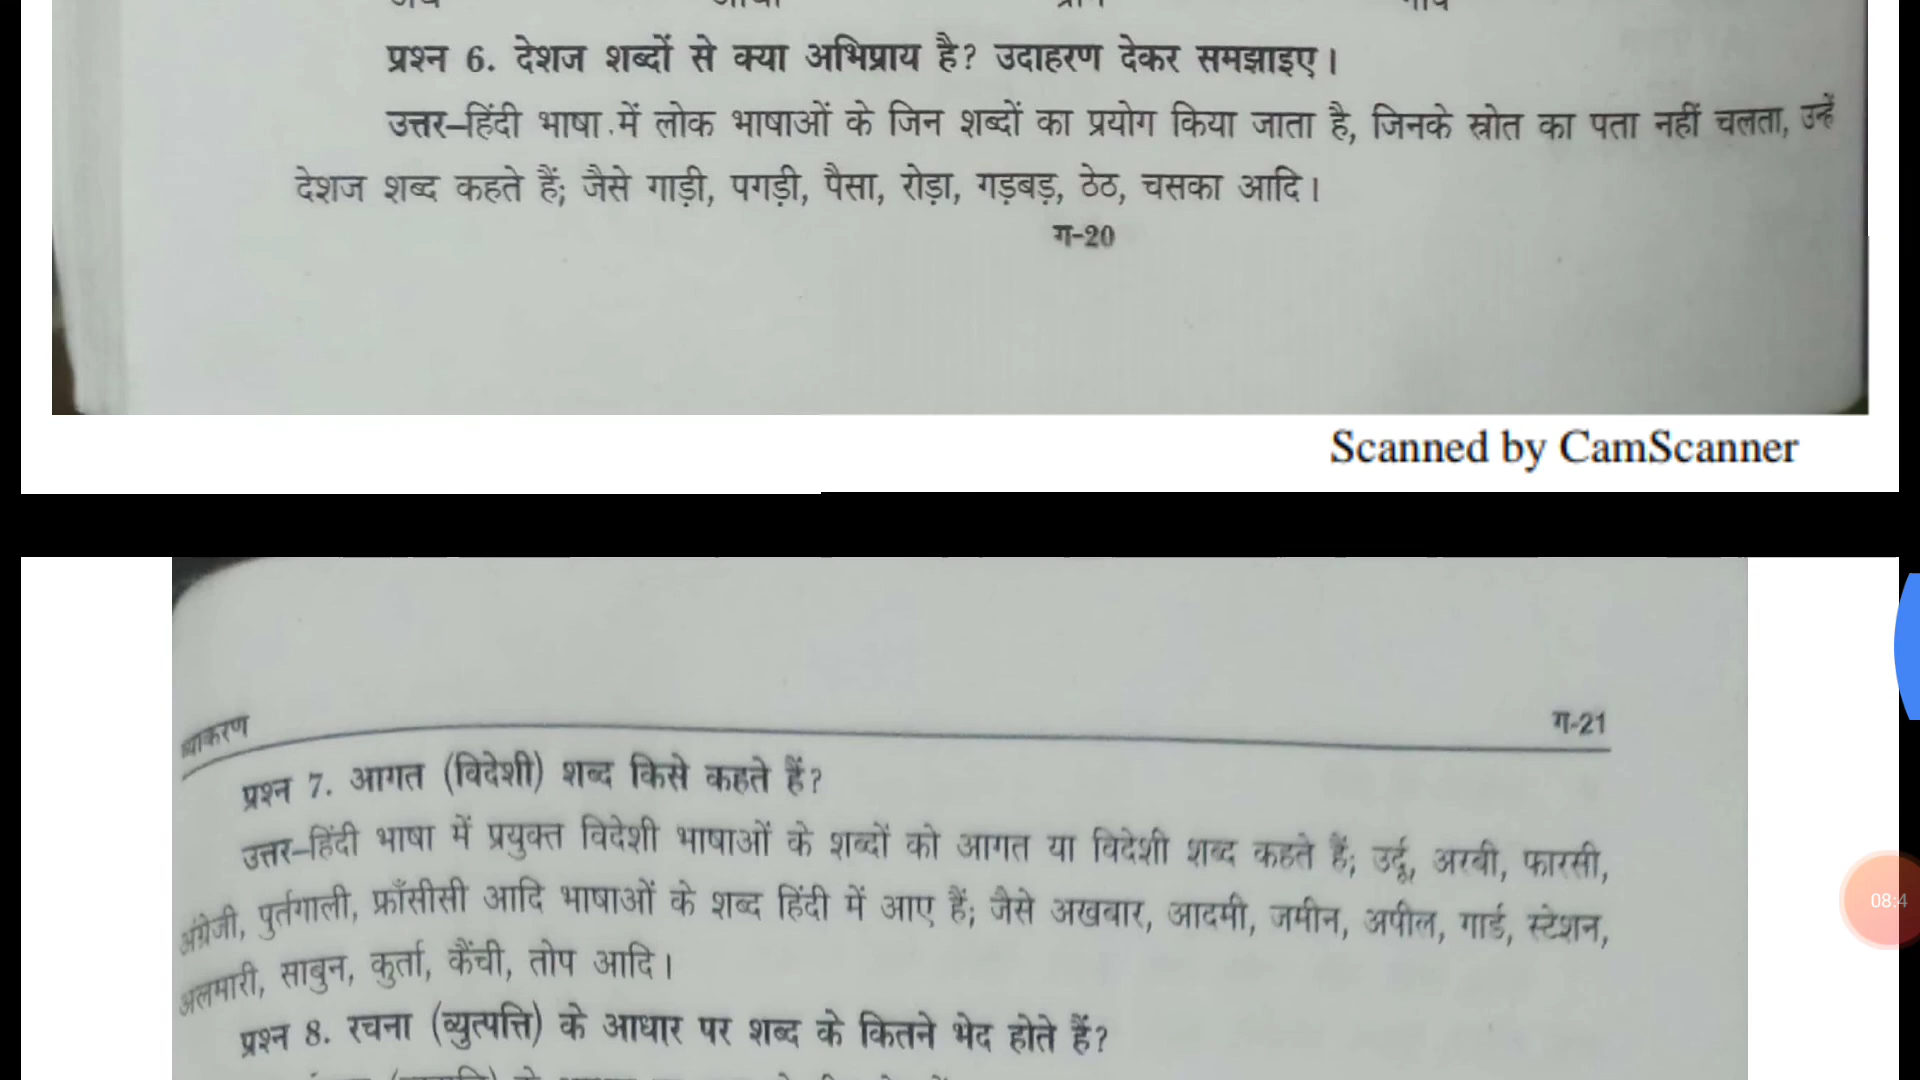 प्रश्न 6. देशज शब्दों से क्या अभिप्राय है? उदाहरण देकर समझाइए।
उत्तर–हिंदी भाषा में लोक भाषाओं के जिन शब्दों का प्रयोग किया जाता है, जिनके स्रोत का पता नहीं चलता, उन्हें
देशज शब्द कहते हैं; जैसे गाड़ी, पगड़ी, पैसा, रोड़ा, गड़बड़, ठेठ, चसका आदि।
ग-20
Scanned by CamScanner
व्याकरण
ग-21
प्रश्न 7. आगत (विदेशी) शब्द किसे कहते हैं?
उत्तर–हिंदी भाषा में प्रयुक्त विदेशी भाषाओं के शब्दों को आगत या विदेशी शब्द कहते हैं; उर्दू, अरबी, फारसी,
अंग्रेजी, पुर्तगाली, फ्राँसीसी आदि भाषाओं के शब्द हिंदी में आए हैं; जैसे अखबार, आदमी, जमीन, अपील, गार्ड, स्टेशन,
अलमारी, साबुन, कुर्ता, कैंची, तोप आदि।
08:4
प्रश्न 8. रचना (व्युत्पत्ति) के आधार पर शब्द के कितने भेद होते हैं?